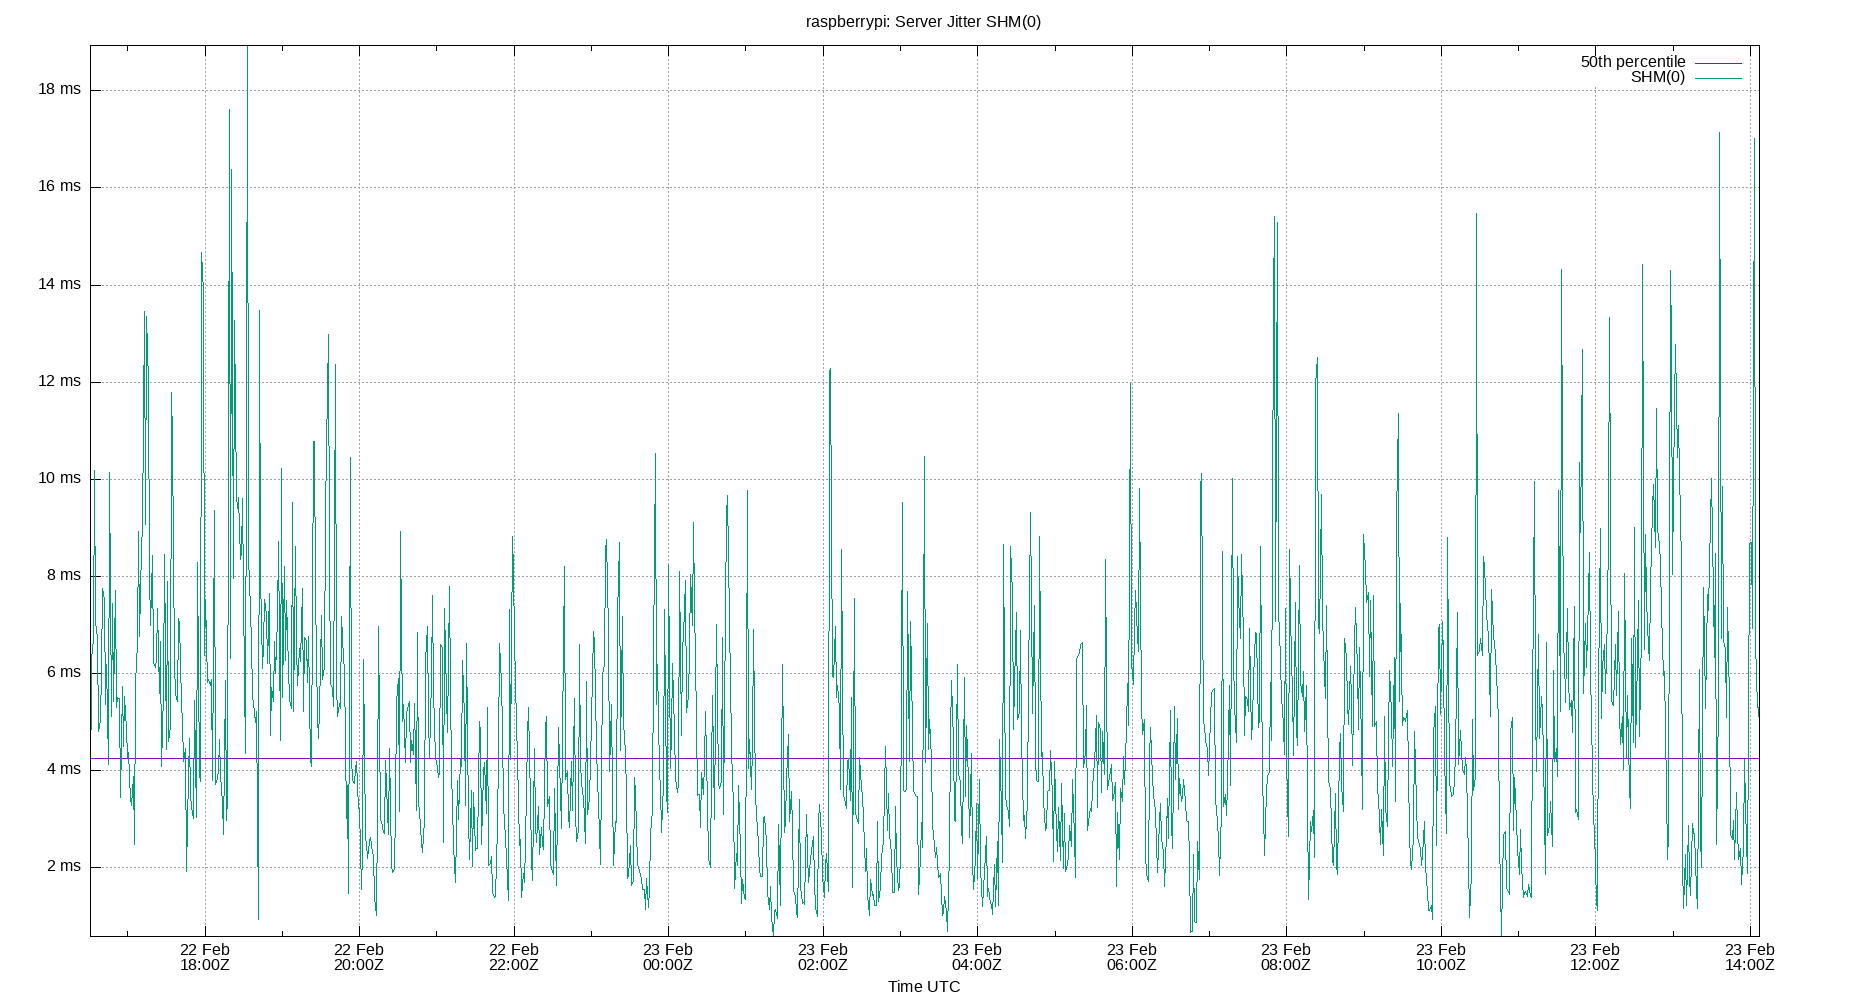 raspberrypi: Server Jitter SHM(0)
50th percentile
SHM(0)
18 ms
16 ms
14 ms
12 ms
10 ms
8 ms
6 ms
4 ms
2 ms
22 Feb 22 Feb 22 Feb 23 Feb 23 Feb 23 Feb 23 Feb 23 Feb 23 Feb 23 Feb 23 Feb
18:00Z 20:00Z 22:00Z 00:00Z 02:00Z 04:00Z 06:00Z 08:00Z 10:00Z 12:00Z 14:00Z
Time UTC